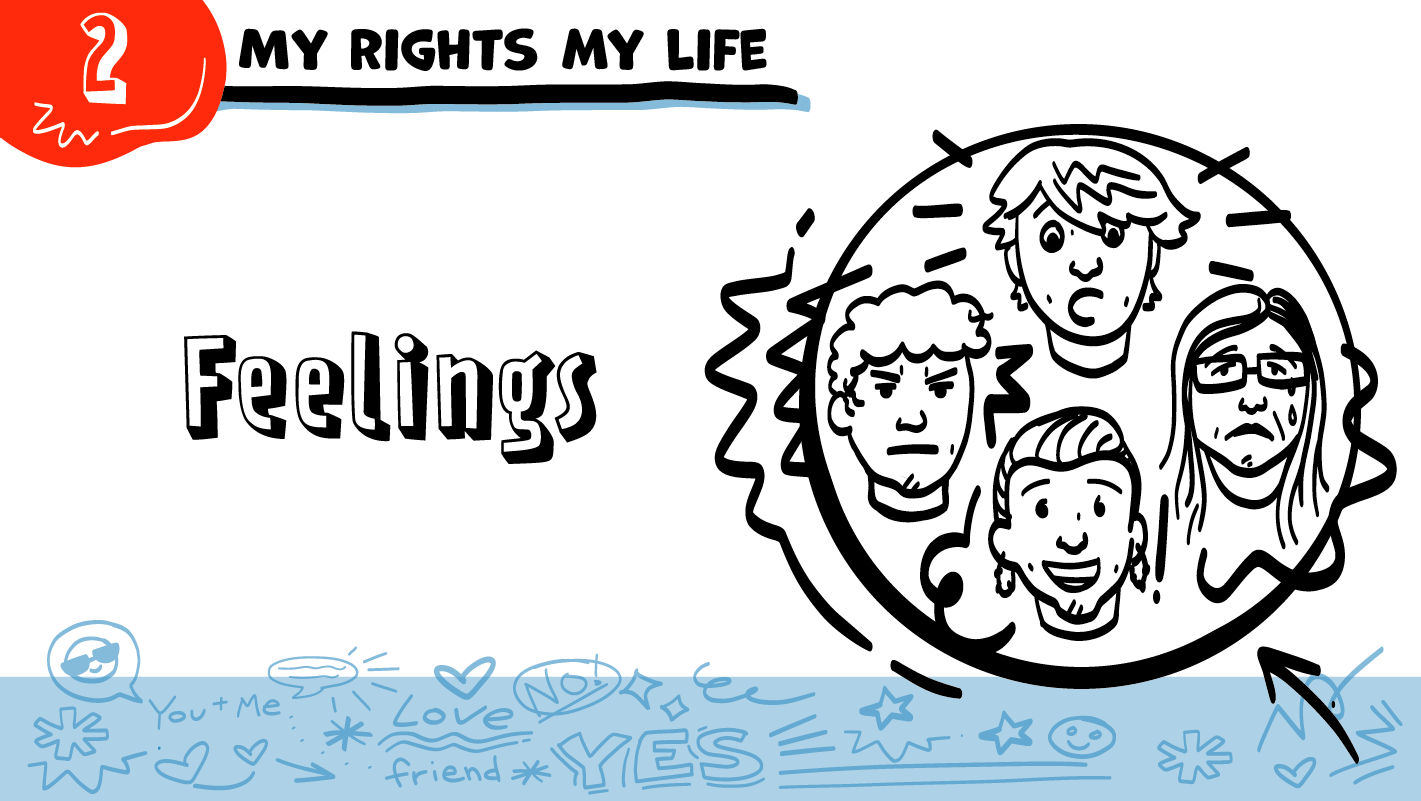 2
MY RIGHTS MY LIFE
Feelings
You + Me
Love
NO!
friend
YES
NO